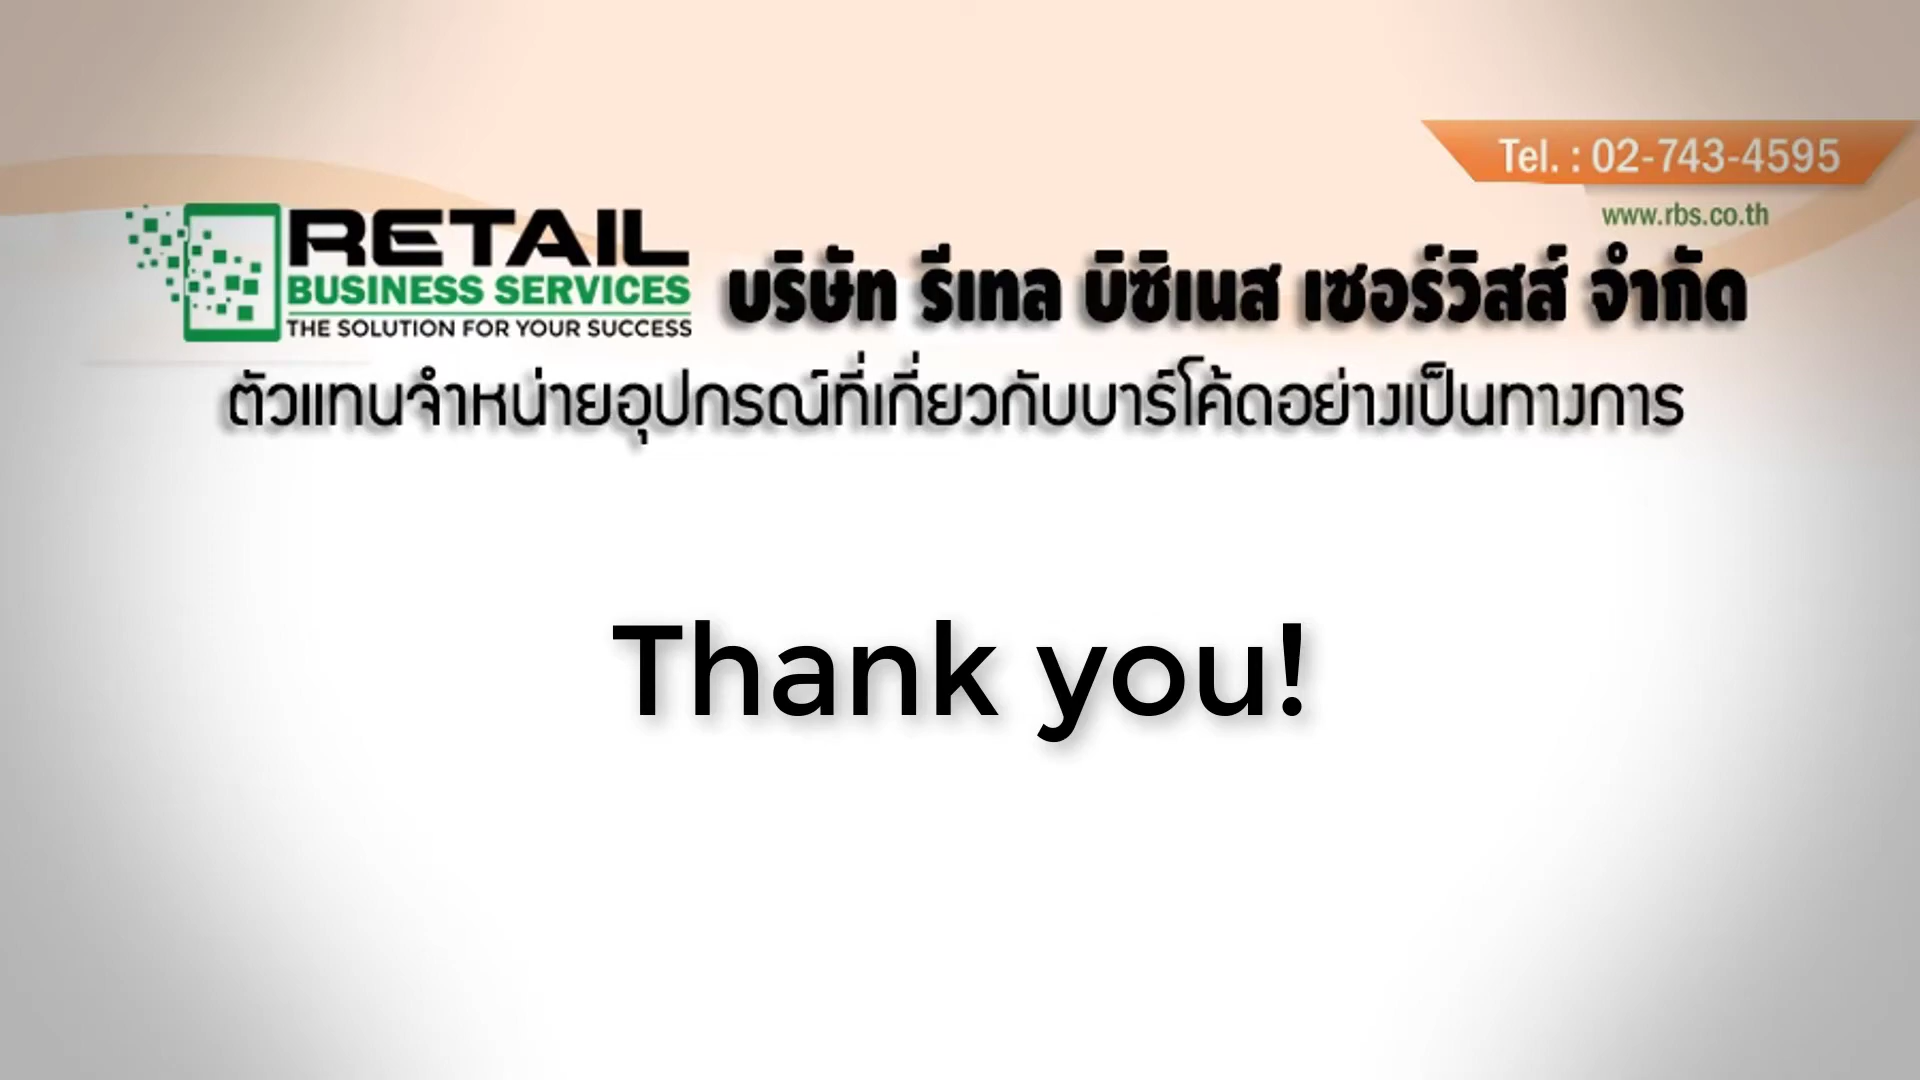 Tel. : 02-743-4595
www.rbs.co.th
RETAIL
BUSINESS SERVICES
THE SOLUTION FOR YOUR SUCCESS
บริษัท รีเทล บิซิเนส เซอร์วิสส์ จำกัด
ตัวแทนจำหน่ายอุปกรณ์ที่เกี่ยวกับบาร์โค้ดอย่างเป็นทางการ
Thank you!